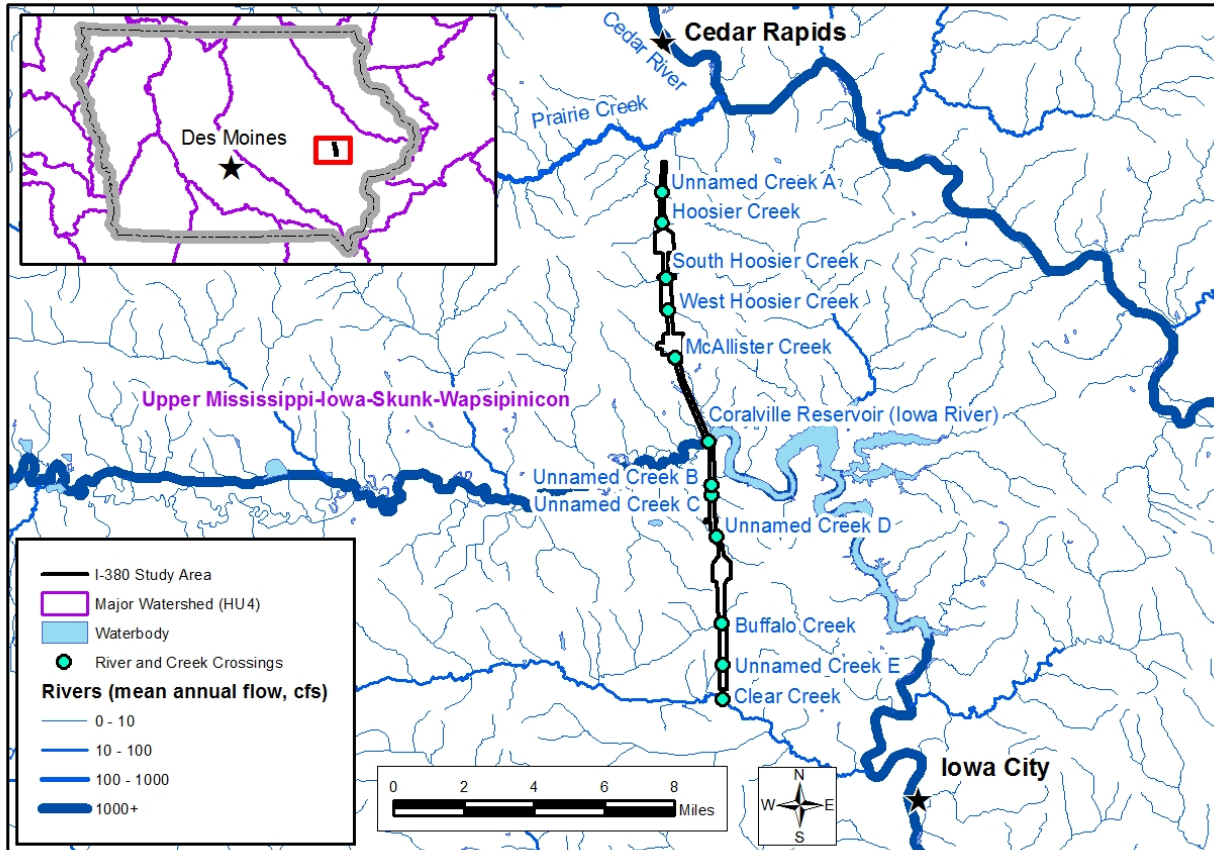 Des Moines
Cedar Rapids
Cedar River
Prairie Creek
Unnamed Creek A
Hoosier Creek
South Hoosier Creek
West Hoosier Creek
McAllister Creek
Upper Mississippi-Iowa-Skunk-Wapsipinicon
Coralville Reservoir (Iowa River)
Unnamed Creek B
Unnamed Creek C
Unnamed Creek D
Buffalo Creek
Unnamed Creek E
Clear Creek
Iowa City
I-380 Study Area
Major Watershed (HU4)
Waterbody
River and Creek Crossings
Rivers (mean annual flow, cfs)
0 - 10
10 - 100
100 - 1000
1000+
0 2 4 6 8
Miles
N
W E
S